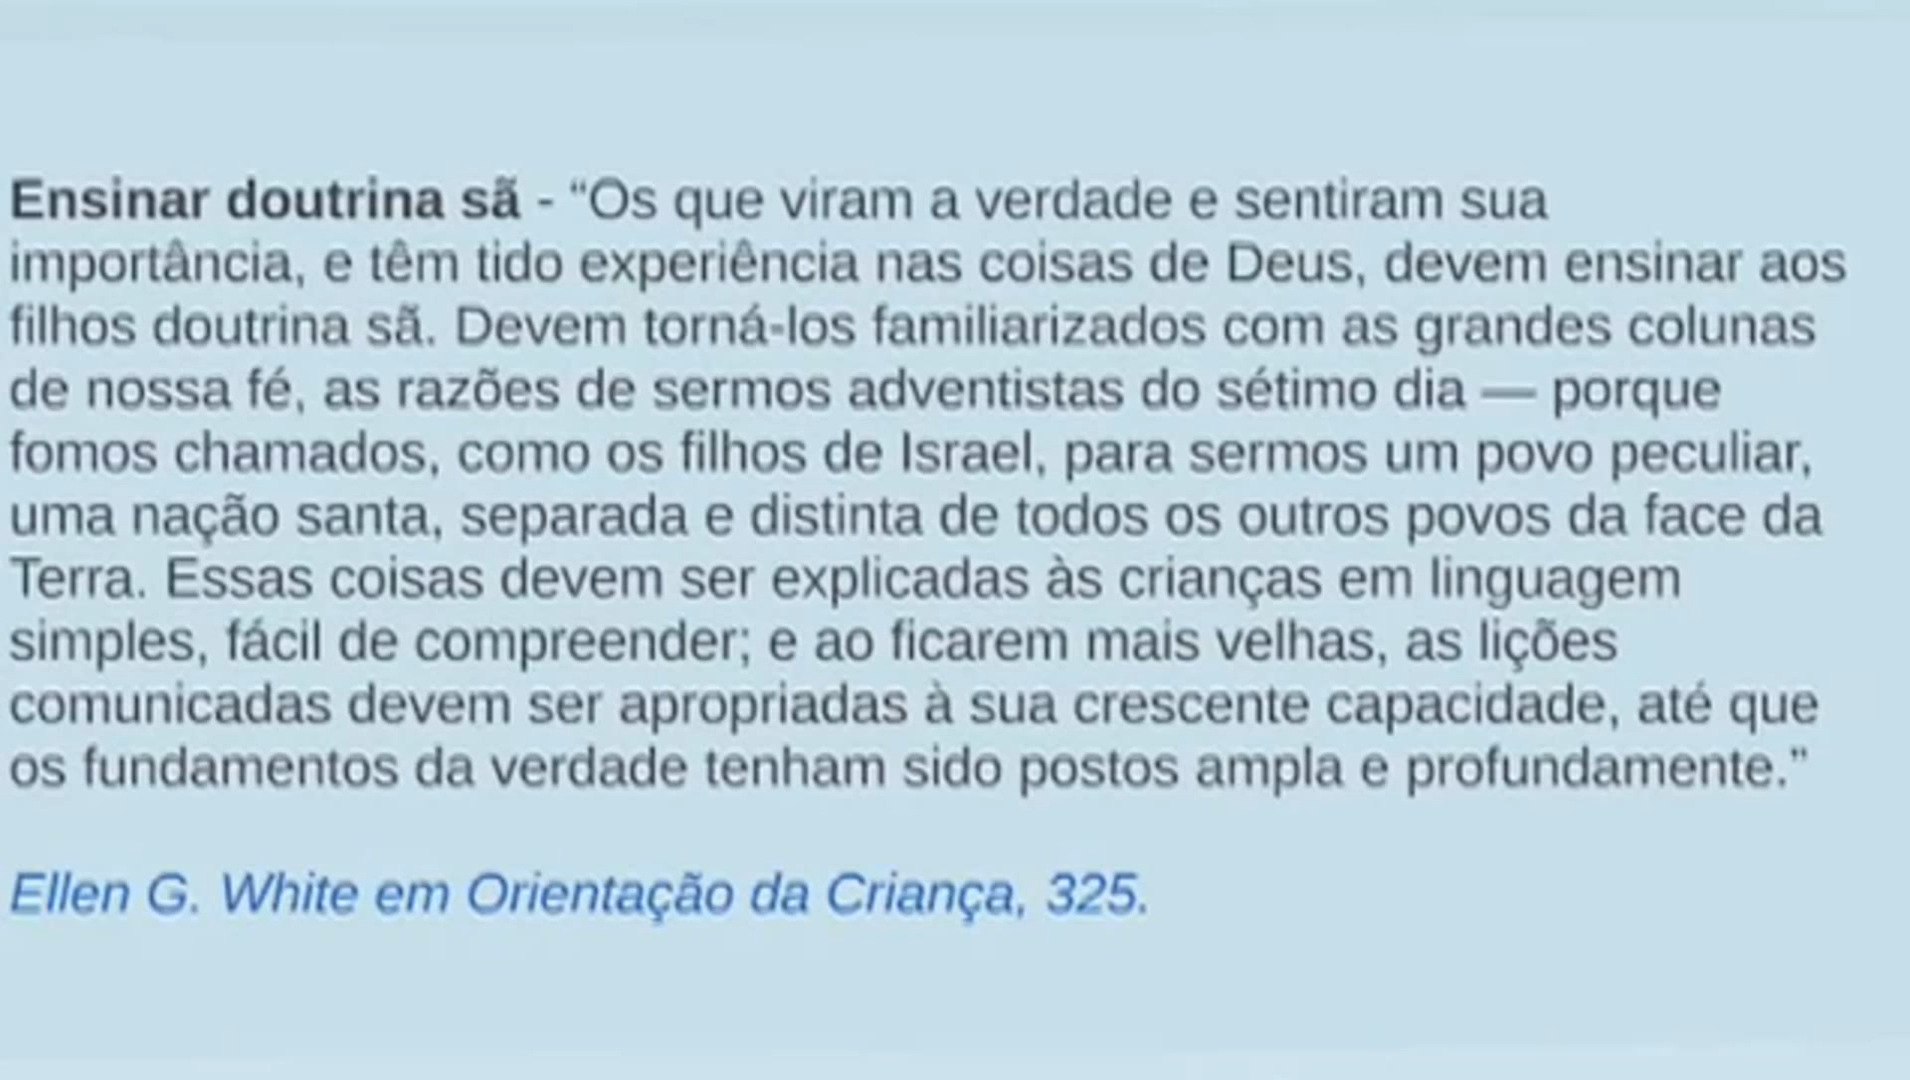 Ensinar doutrina sã - “Os que viram a verdade e sentiram sua
importância, e têm tido experiência nas coisas de Deus, devem ensinar aos
filhos doutrina sã. Devem torná-los familiarizados com as grandes colunas
de nossa fé, as razões de sermos adventistas do sétimo dia — porque
fomos chamados, como os filhos de Israel, para sermos um povo peculiar,
uma nação santa, separada e distinta de todos os outros povos da face da
Terra. Essas coisas devem ser explicadas às crianças em linguagem
simples, fácil de compreender; e ao ficarem mais velhas, as lições
comunicadas devem ser apropriadas à sua crescente capacidade, até que
os fundamentos da verdade tenham sido postos ampla e profundamente.”
Ellen G. White em Orientação da Criança, 325.